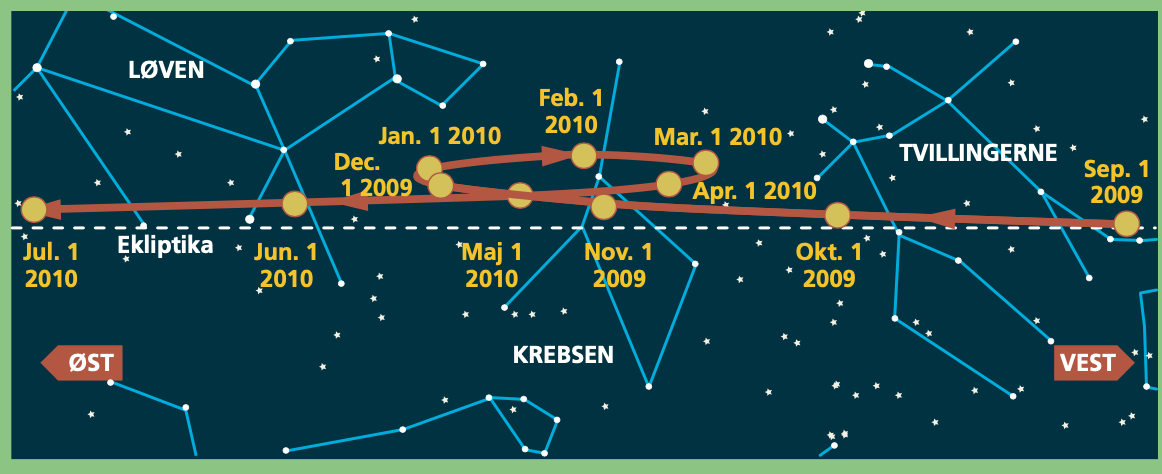 LØVEN
Feb. 1
2010
Jan. 1 2010
Mar. 1 2010
TVILLINGERNE
Dec.
1 2009
Sep. 1
2009
Apr. 1 2010
Ekliptika
Jul. 1
2010
Jun. 1
2010
Maj 1
2010
Nov. 1
2009
Okt. 1
2009
KREBSEN
ØST
VEST